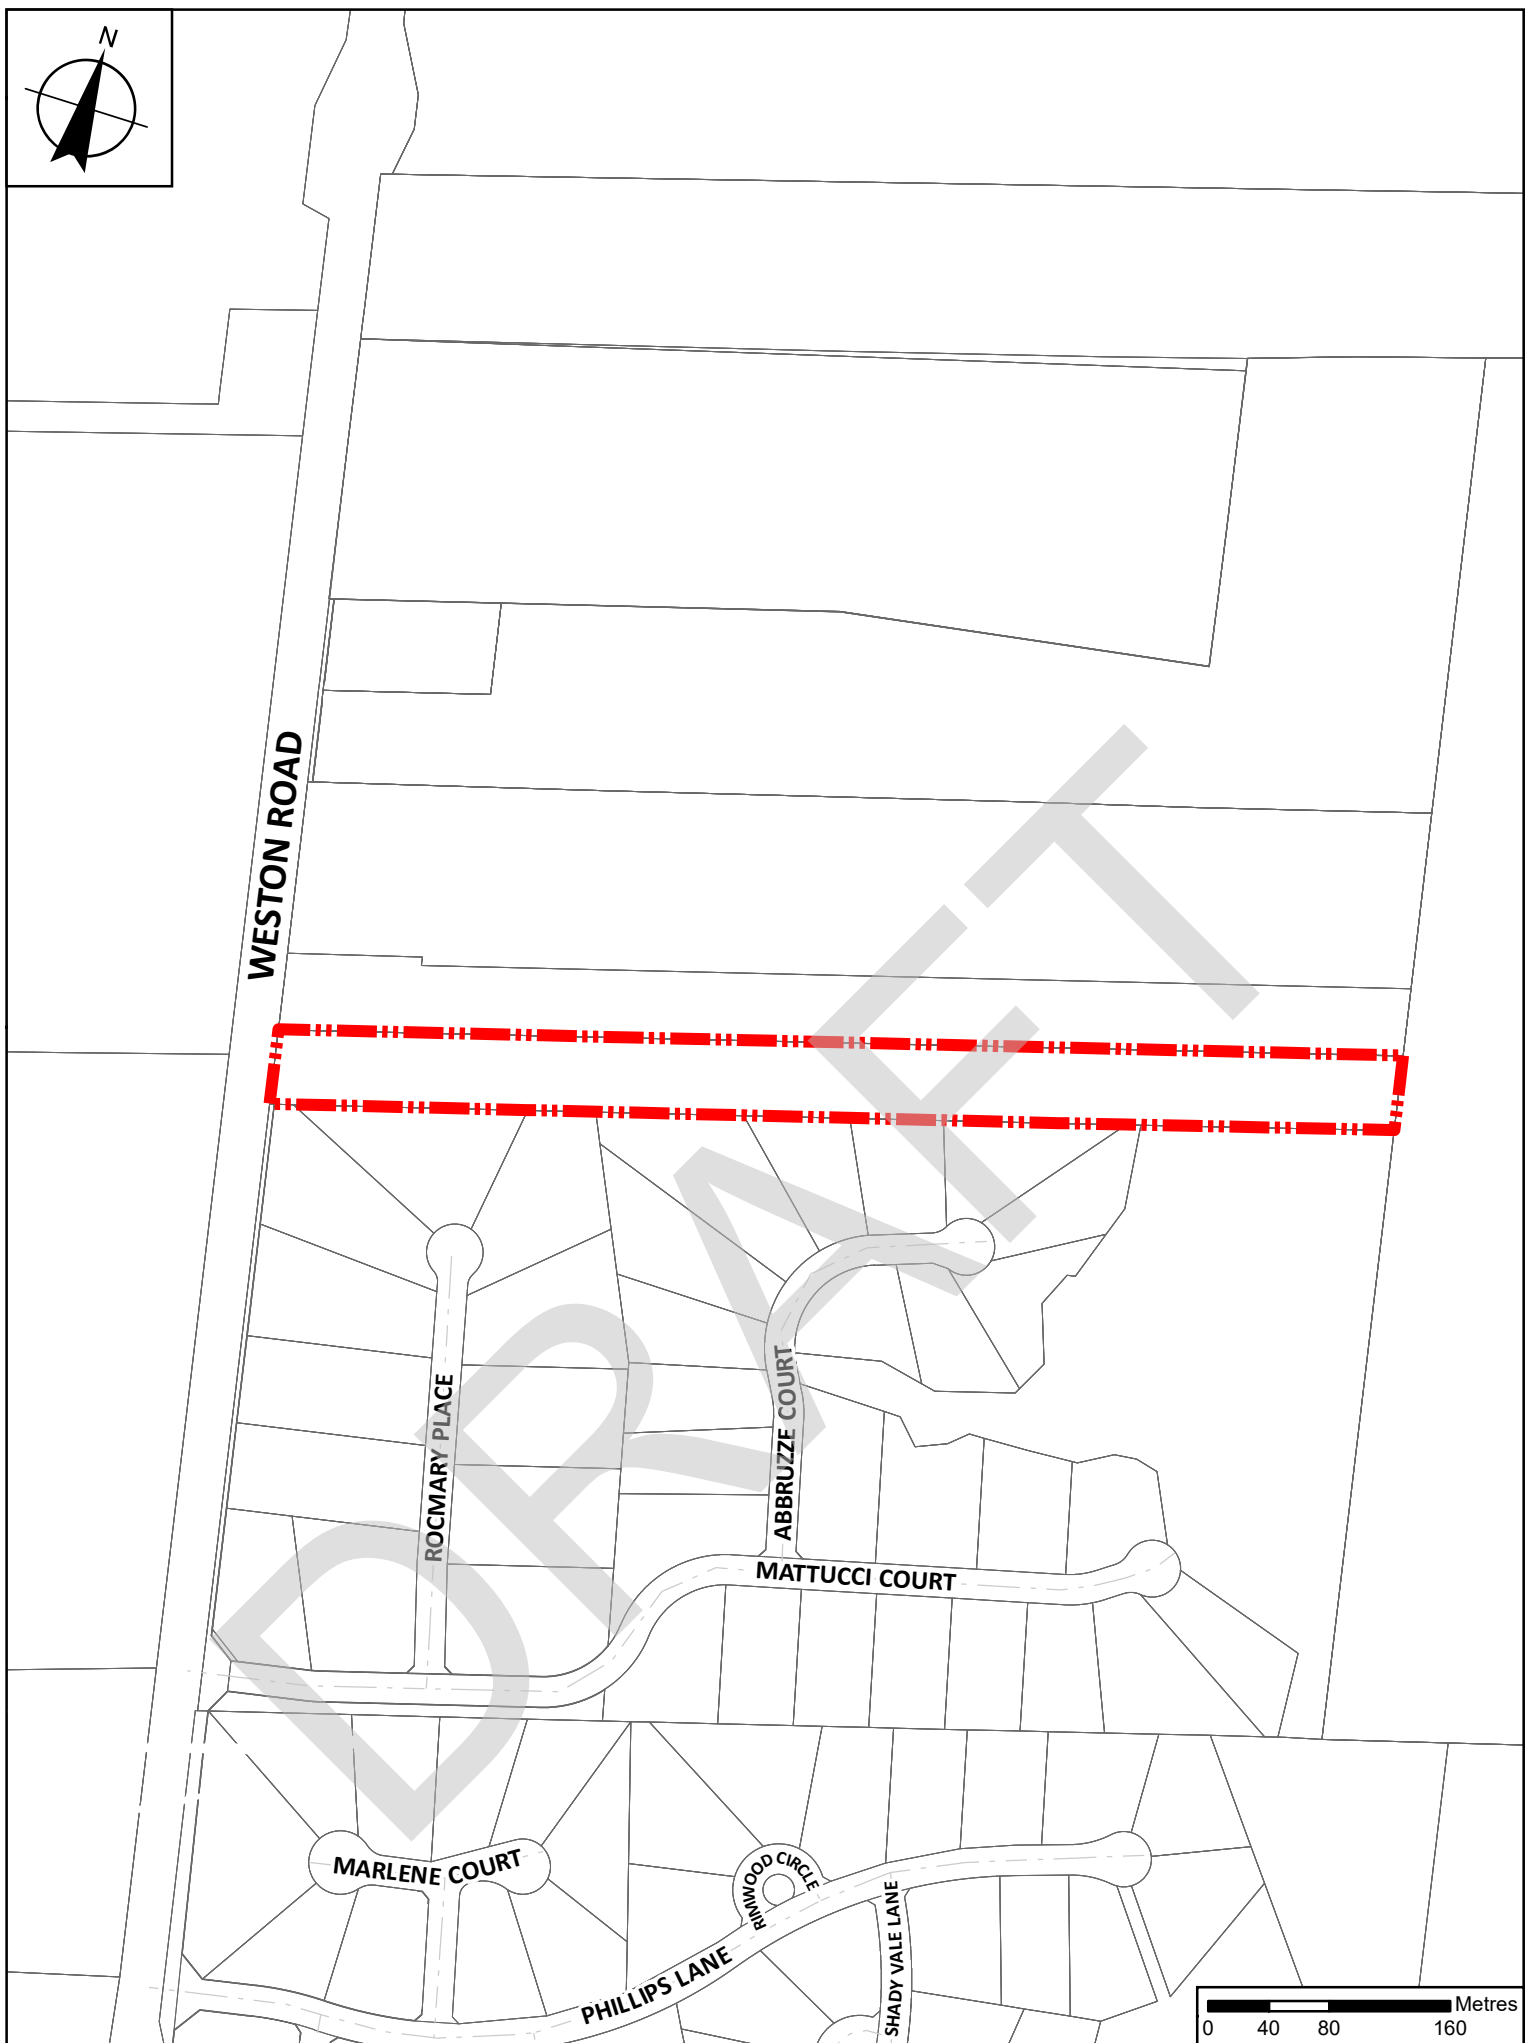 N
WESTON ROAD
DRAFT
ROCMARY PLACE
ABBRUZZE COURT
MATTUCCI COURT
MARLENE COURT
RIMWOOD CIRCLE
PHILLIPS LANE
SHADY VALE LANE
Metres
0 40 80 160